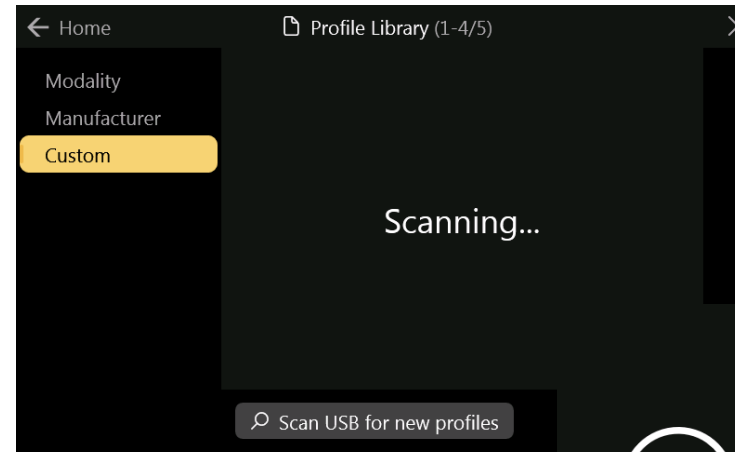 Home
Profile Library (1-4/5)
Modality
Manufacturer
Custom
Scanning...
Scan USB for new profiles